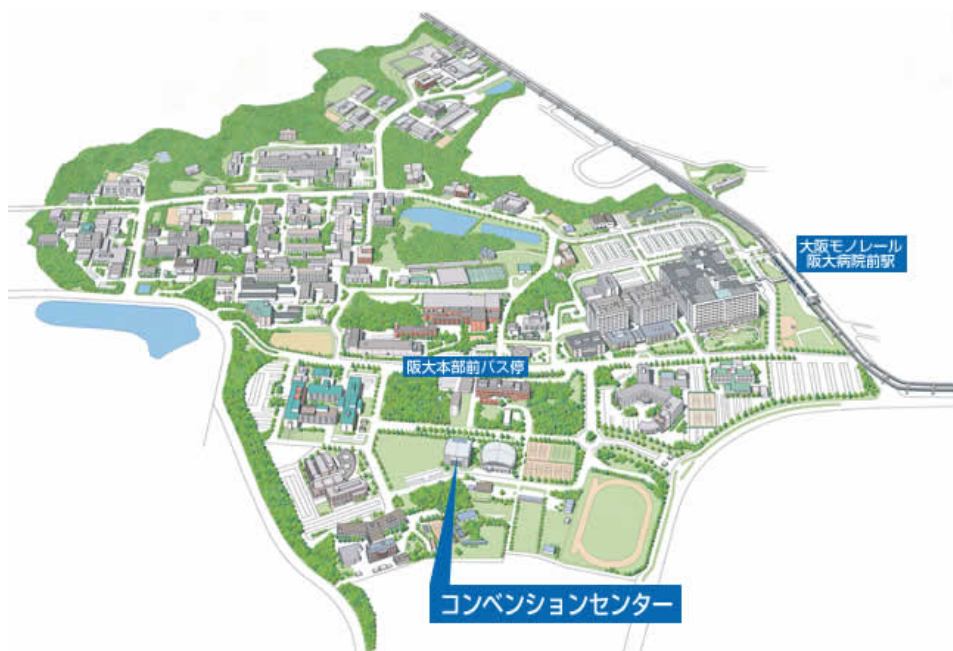 大阪モノレール
阪大病院前駅
阪大本部前バス停
コンベンションセンター